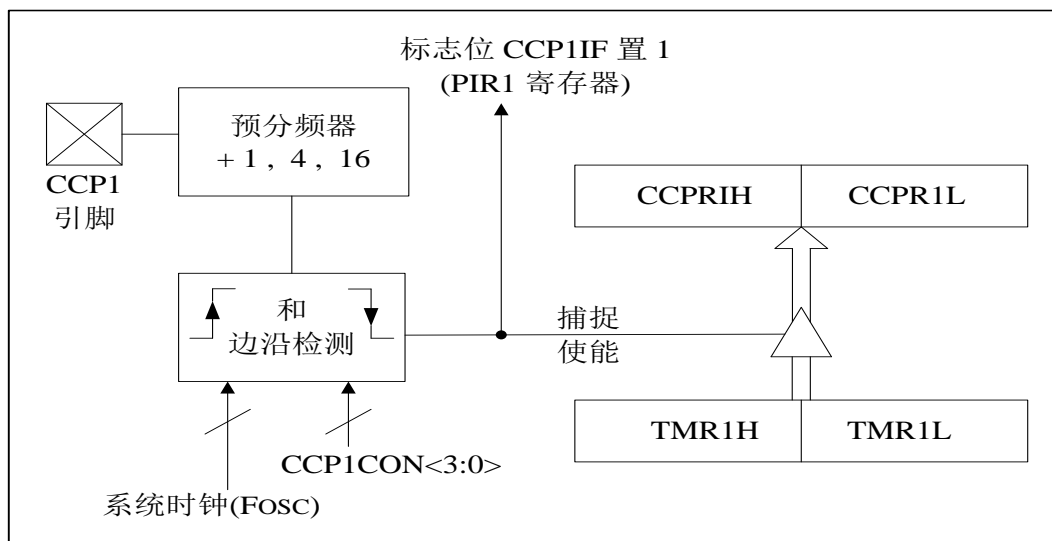 标志位 CCP1IF 置 1
(PIR1 寄存器)
预分频器
+ 1 , 4 , 16
CCP1
引脚
CCPRIH
CCPR1L
和
边沿检测
捕捉
使能
TMR1H
TMR1L
CCP1CON<3:0>
系统时钟(FOSC)